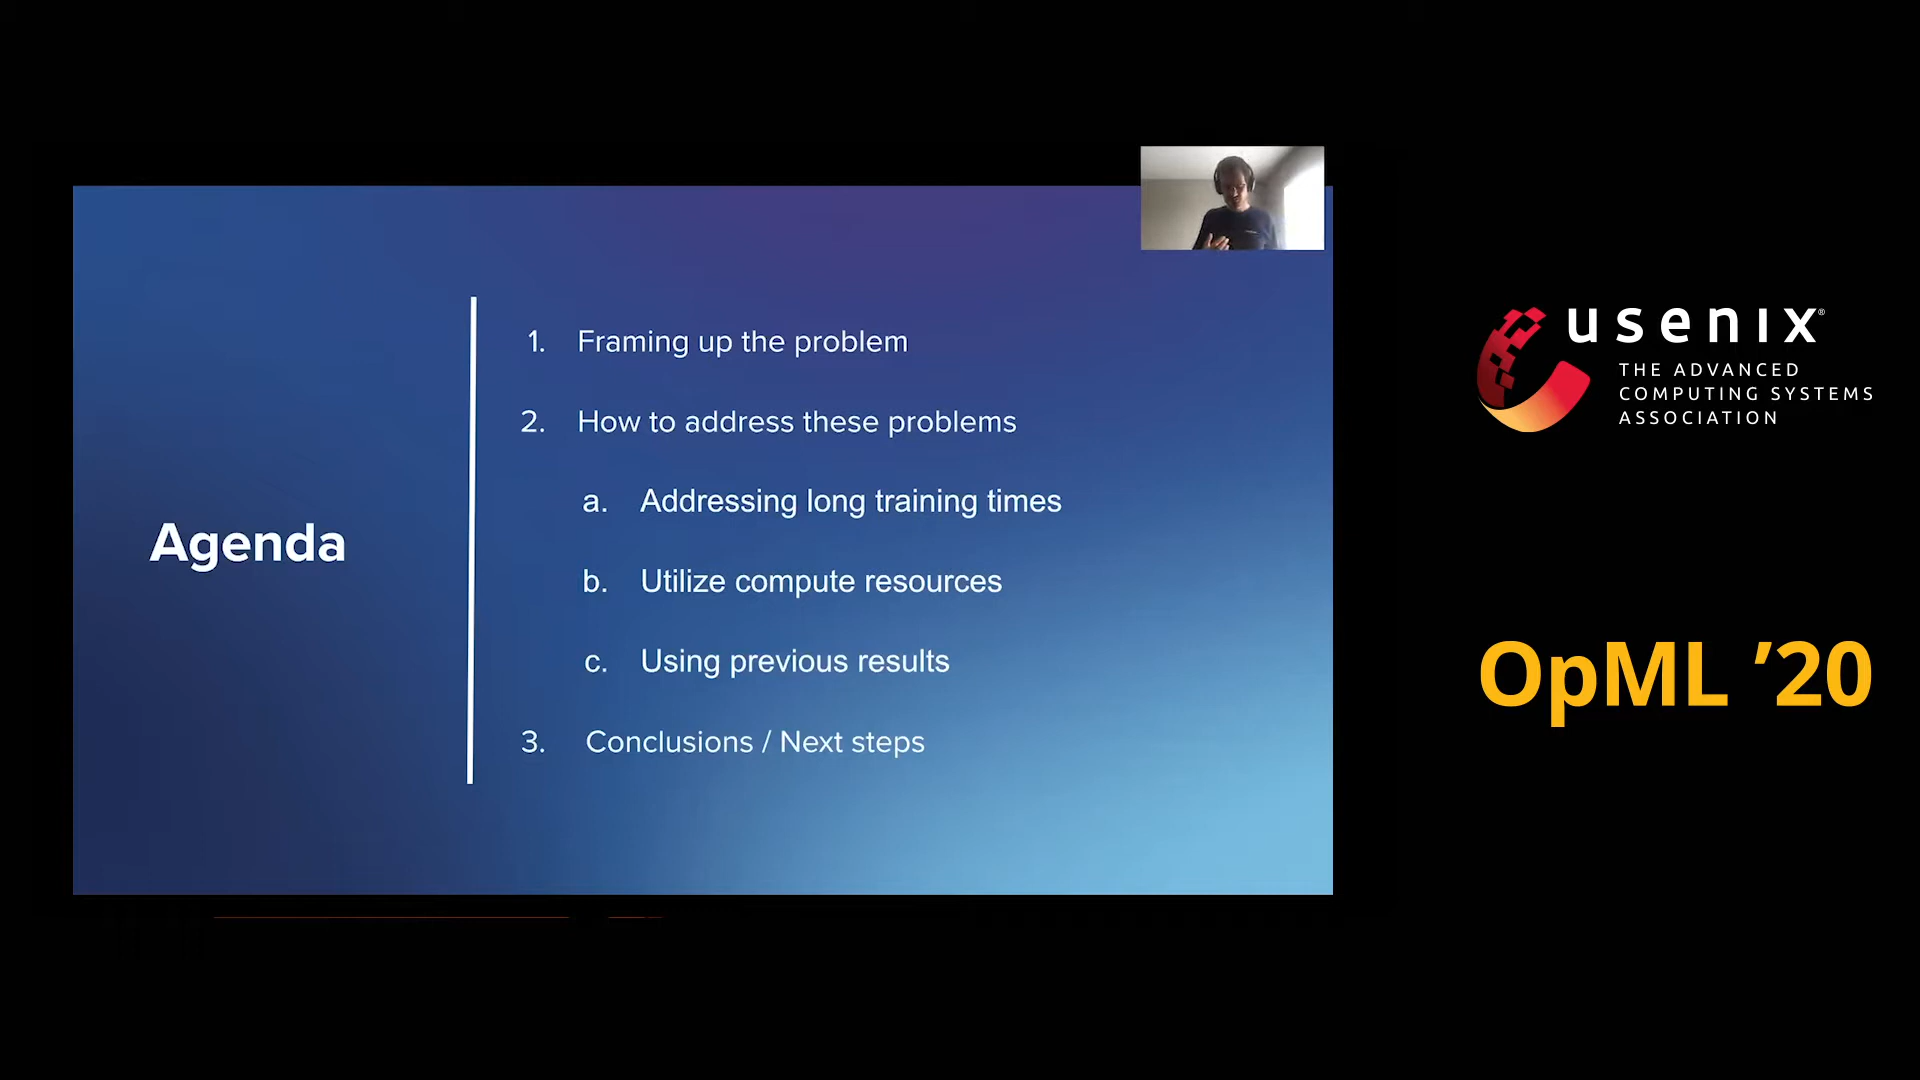 Agenda
1. Framing up the problem
2. How to address these problems
a. Addressing long training times
b. Utilize compute resources
c. Using previous results
3. Conclusions / Next steps
usenix®
THE ADVANCED
COMPUTING SYSTEMS
ASSOCIATION
OpML ’20